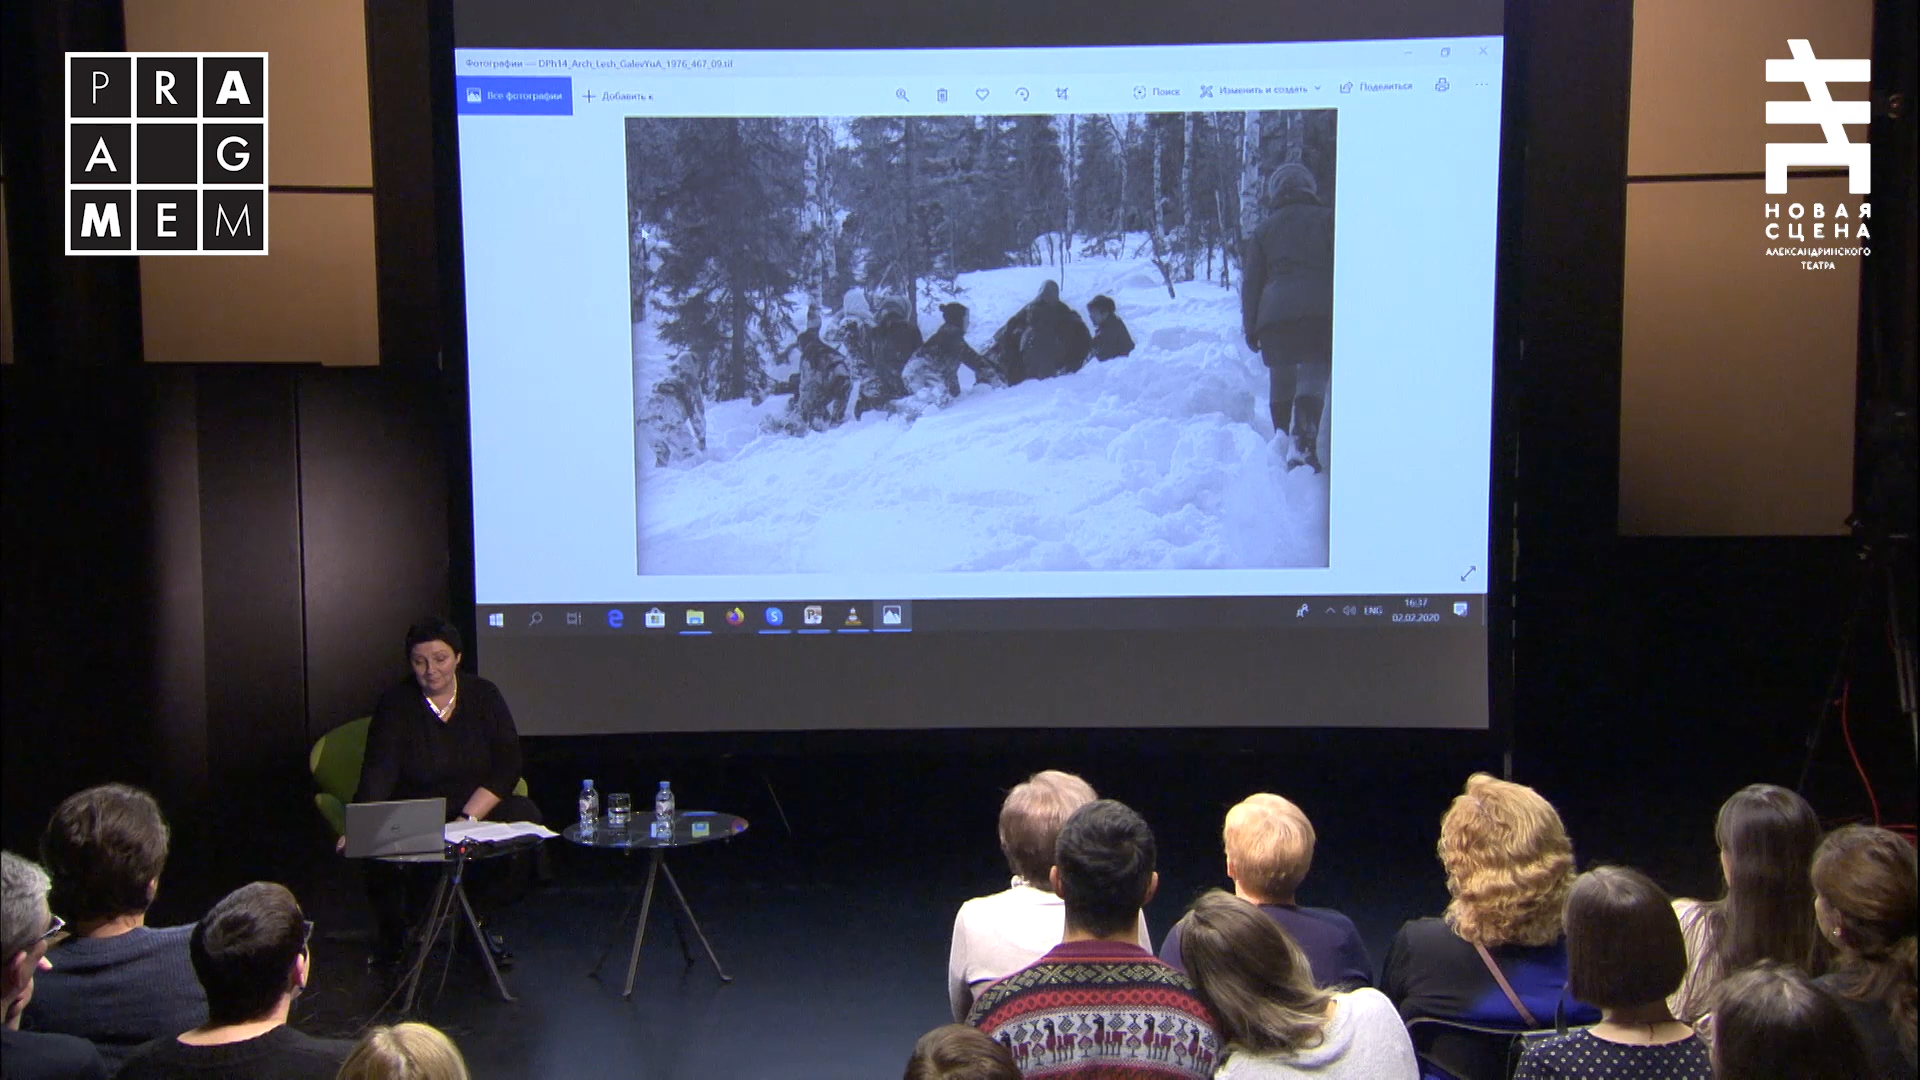 PRA
AG
MEM
НОВАЯ
СЦЕНА
АЛЕКСАНДРИНСКОГО
ТЕАТРА
Фотографии — DPh14_Arch_Lesh_GalevYuA_1976_467_09.tif
Все фотографии
Добавить к
Поиск
Изменить и создать
Поделиться
ENG
16:37
02.02.2020